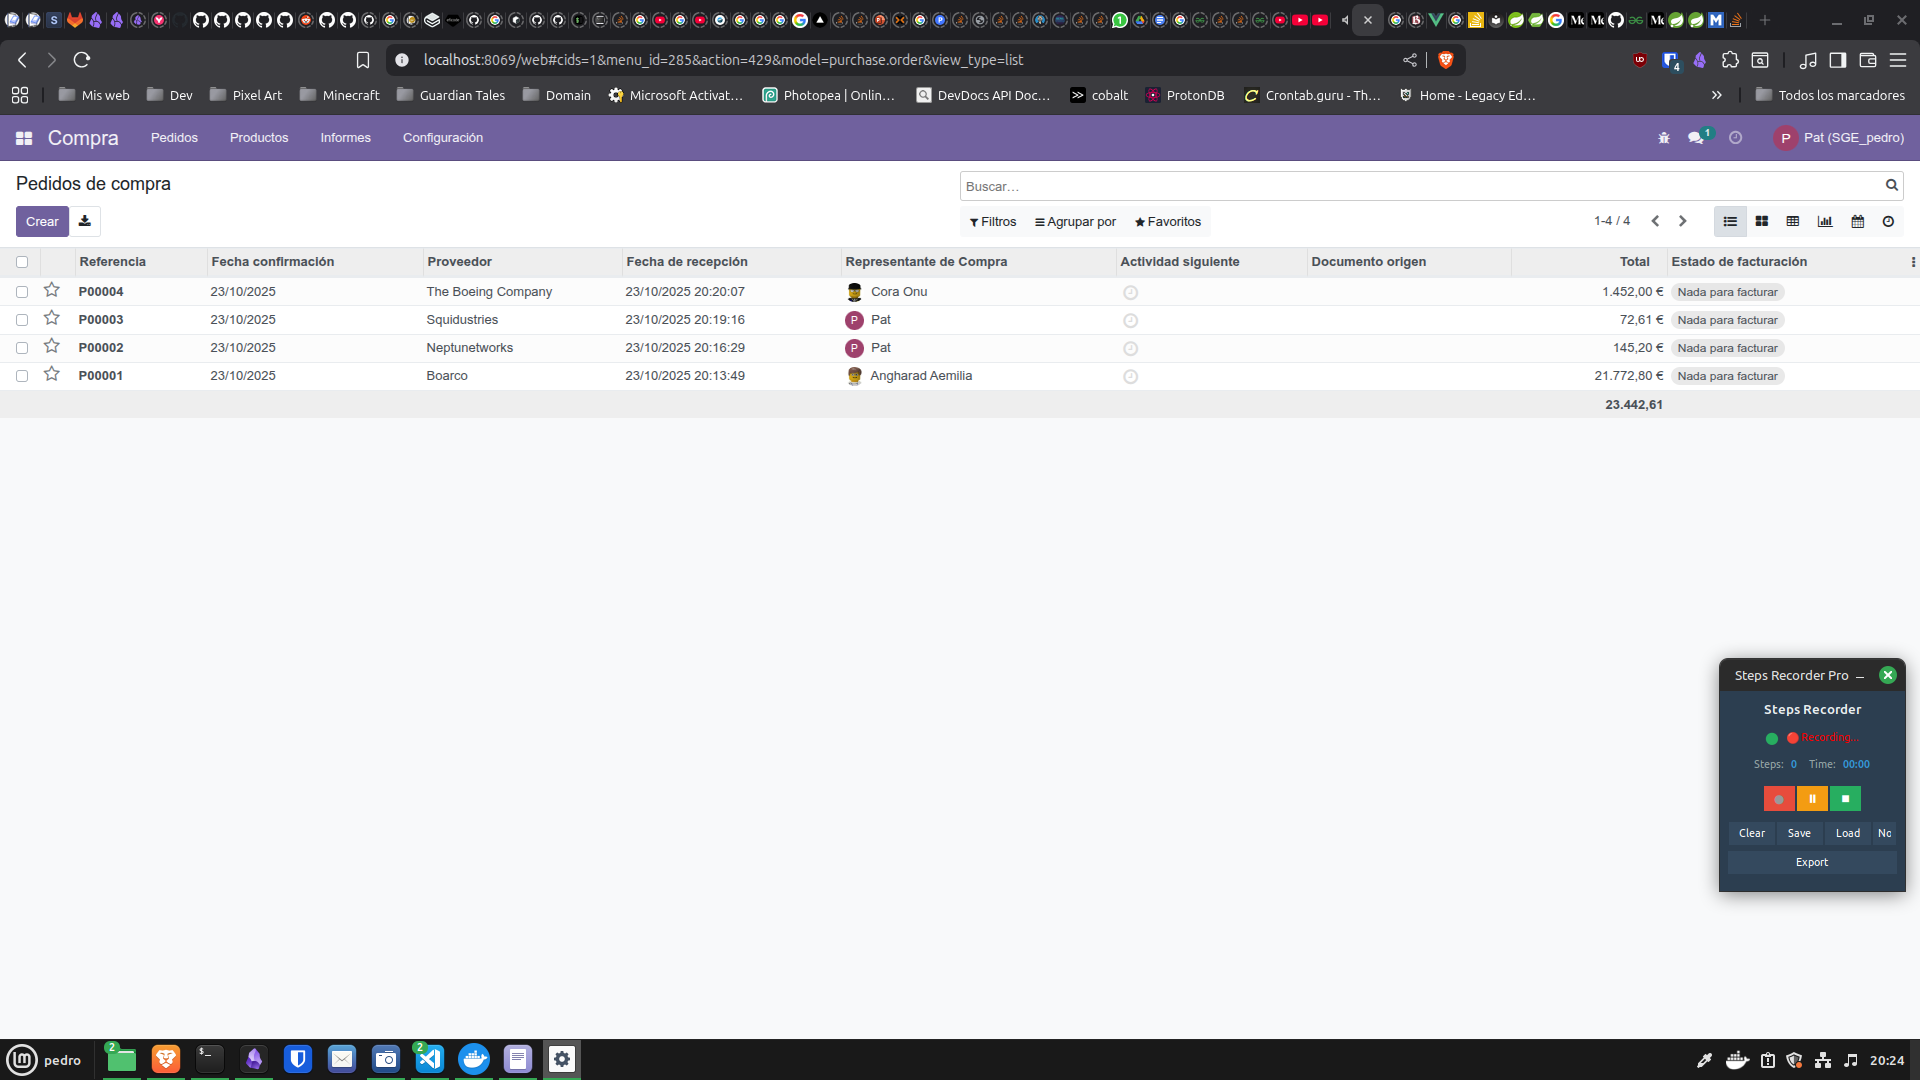 localhost:8069/web#cids=1&menu_id=285&action=429&model=purchase.order&view_type=list
4
Mis web Dev Pixel Art Minecraft Guardian Tales Domain Microsoft Activat... Photopea | Onlin... DevDocs API Doc... cobalt ProtonDB Crontab.guru - Th... Home - Legacy Ed... » Todos los marcadores
Compra Pedidos Productos Informes Configuración 1 P Pat (SGE_pedro)
Pedidos de compra
Buscar...
Crear
Filtros Agrupar por Favoritos 1-4 / 4
Referencia Fecha confirmación Proveedor Fecha de recepción Representante de Compra Actividad siguiente Documento origen Total Estado de facturación
P00004 23/10/2025 The Boeing Company 23/10/2025 20:20:07 Cora Onu 1.452,00 € Nada para facturar
P00003 23/10/2025 Squidustries 23/10/2025 20:19:16 P Pat 72,61 € Nada para facturar
P00002 23/10/2025 Neptunetworks 23/10/2025 20:16:29 P Pat 145,20 € Nada para facturar
P00001 23/10/2025 Boarco 23/10/2025 20:13:49 Angharad Aemilia 21.772,80 € Nada para facturar
23.442,61
Steps Recorder Pro
Steps Recorder
Recording...
Steps: 0 Time: 00:00
Clear Save Load No
Export
pedro 2 2 20:24